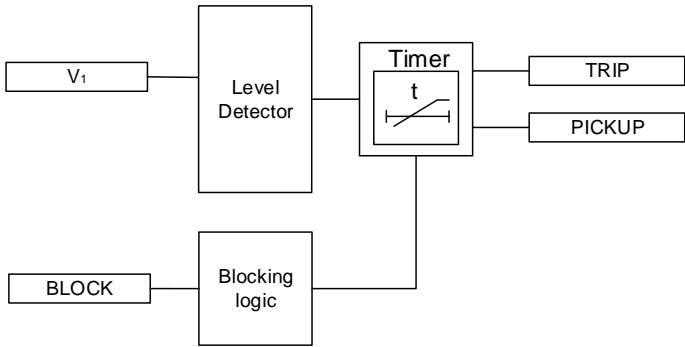 V₁
Level
Detector
Timer
t
TRIP
PICKUP
BLOCK
Blocking
logic